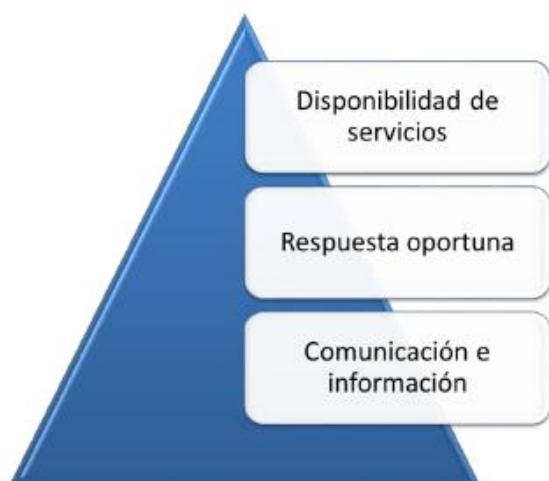 Disponibilidad de
servicios
Respuesta oportuna
Comunicación e
información